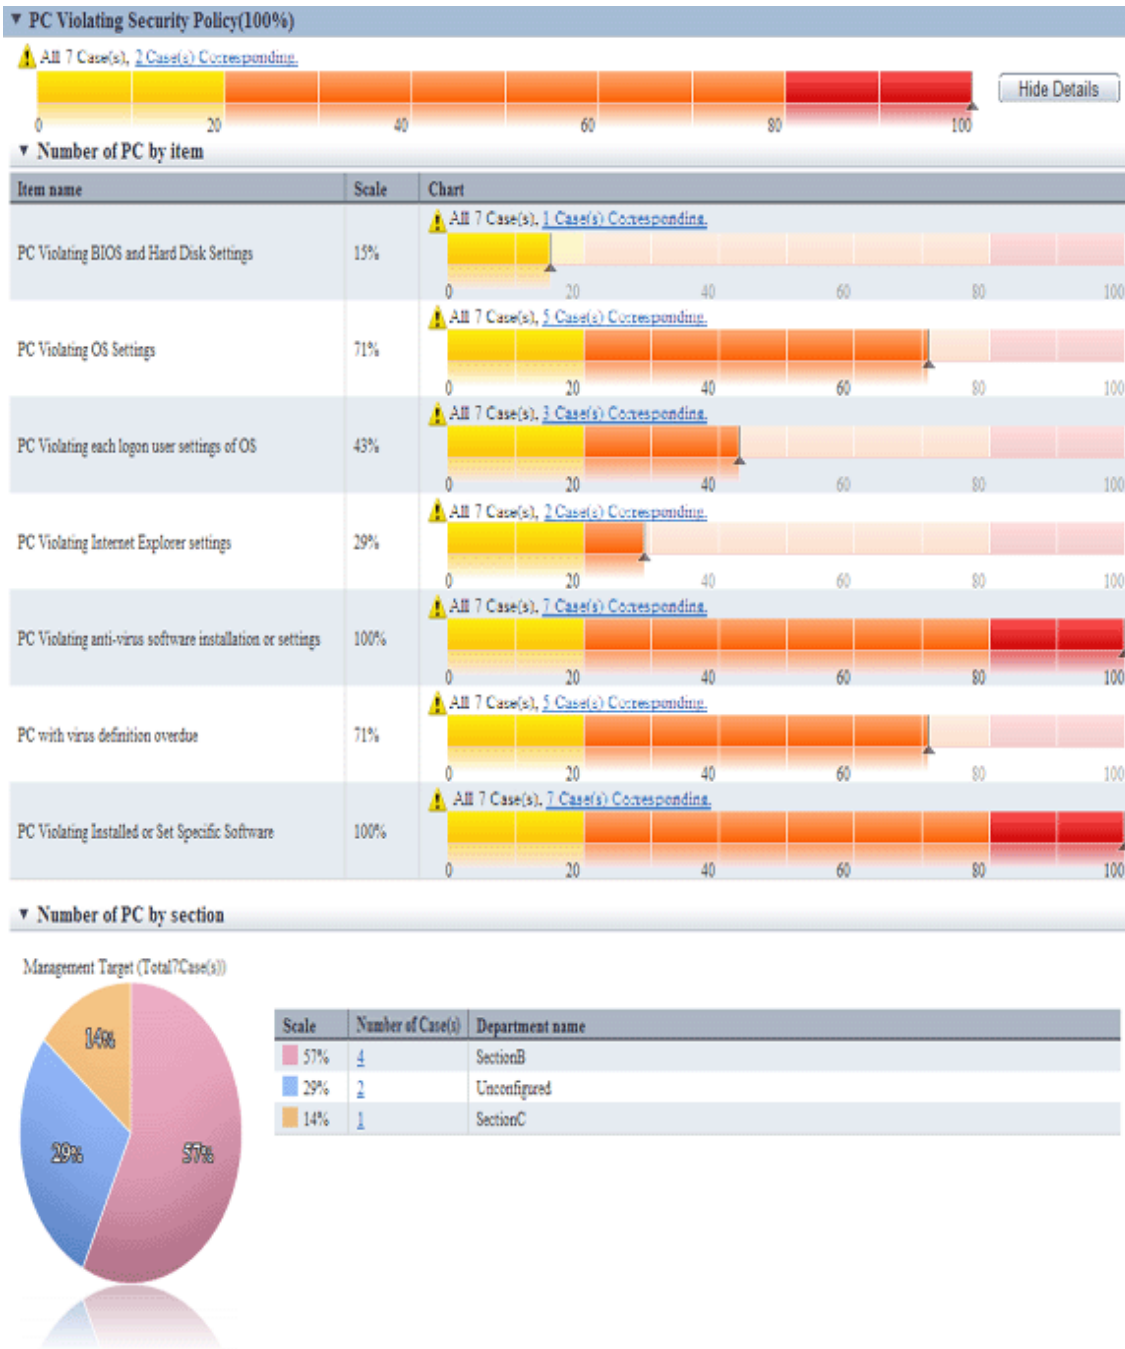 ▼ PC Violating Security Policy(100%)
All 7 Case(s), 2 Case(s) Corresponding.
Hide Details
0 20 40 60 80 100
▼ Number of PC by item
Item name Scale Chart
All 7 Case(s), 1 Case(s) Corresponding.
PC Violating BIOS and Hard Disk Settings 15%
0 20 40 60 80 100
All 7 Case(s), 5 Case(s) Corresponding.
PC Violating OS Settings 71%
0 20 40 60 80 100
All 7 Case(s), 3 Case(s) Corresponding.
PC Violating each logon user settings of OS 43%
0 20 40 60 80 100
All 7 Case(s), 2 Case(s) Corresponding.
PC Violating Internet Explorer settings 29%
0 20 40 60 80 100
All 7 Case(s), 7 Case(s) Corresponding.
PC Violating anti-virus software installation or settings 100%
0 20 40 60 80 100
All 7 Case(s), 5 Case(s) Corresponding.
PC with virus definition overdue 71%
0 20 40 60 80 100
All 7 Case(s), 7 Case(s) Corresponding.
PC Violating Installed or Set Specific Software 100%
0 20 40 60 80 100
▼ Number of PC by section
Management Target (Total7Case(s))
14%
29%
57%
Scale Number of Case(s) Department name
57% 4 SectionB
29% 2 Unconfigured
14% 1 SectionC